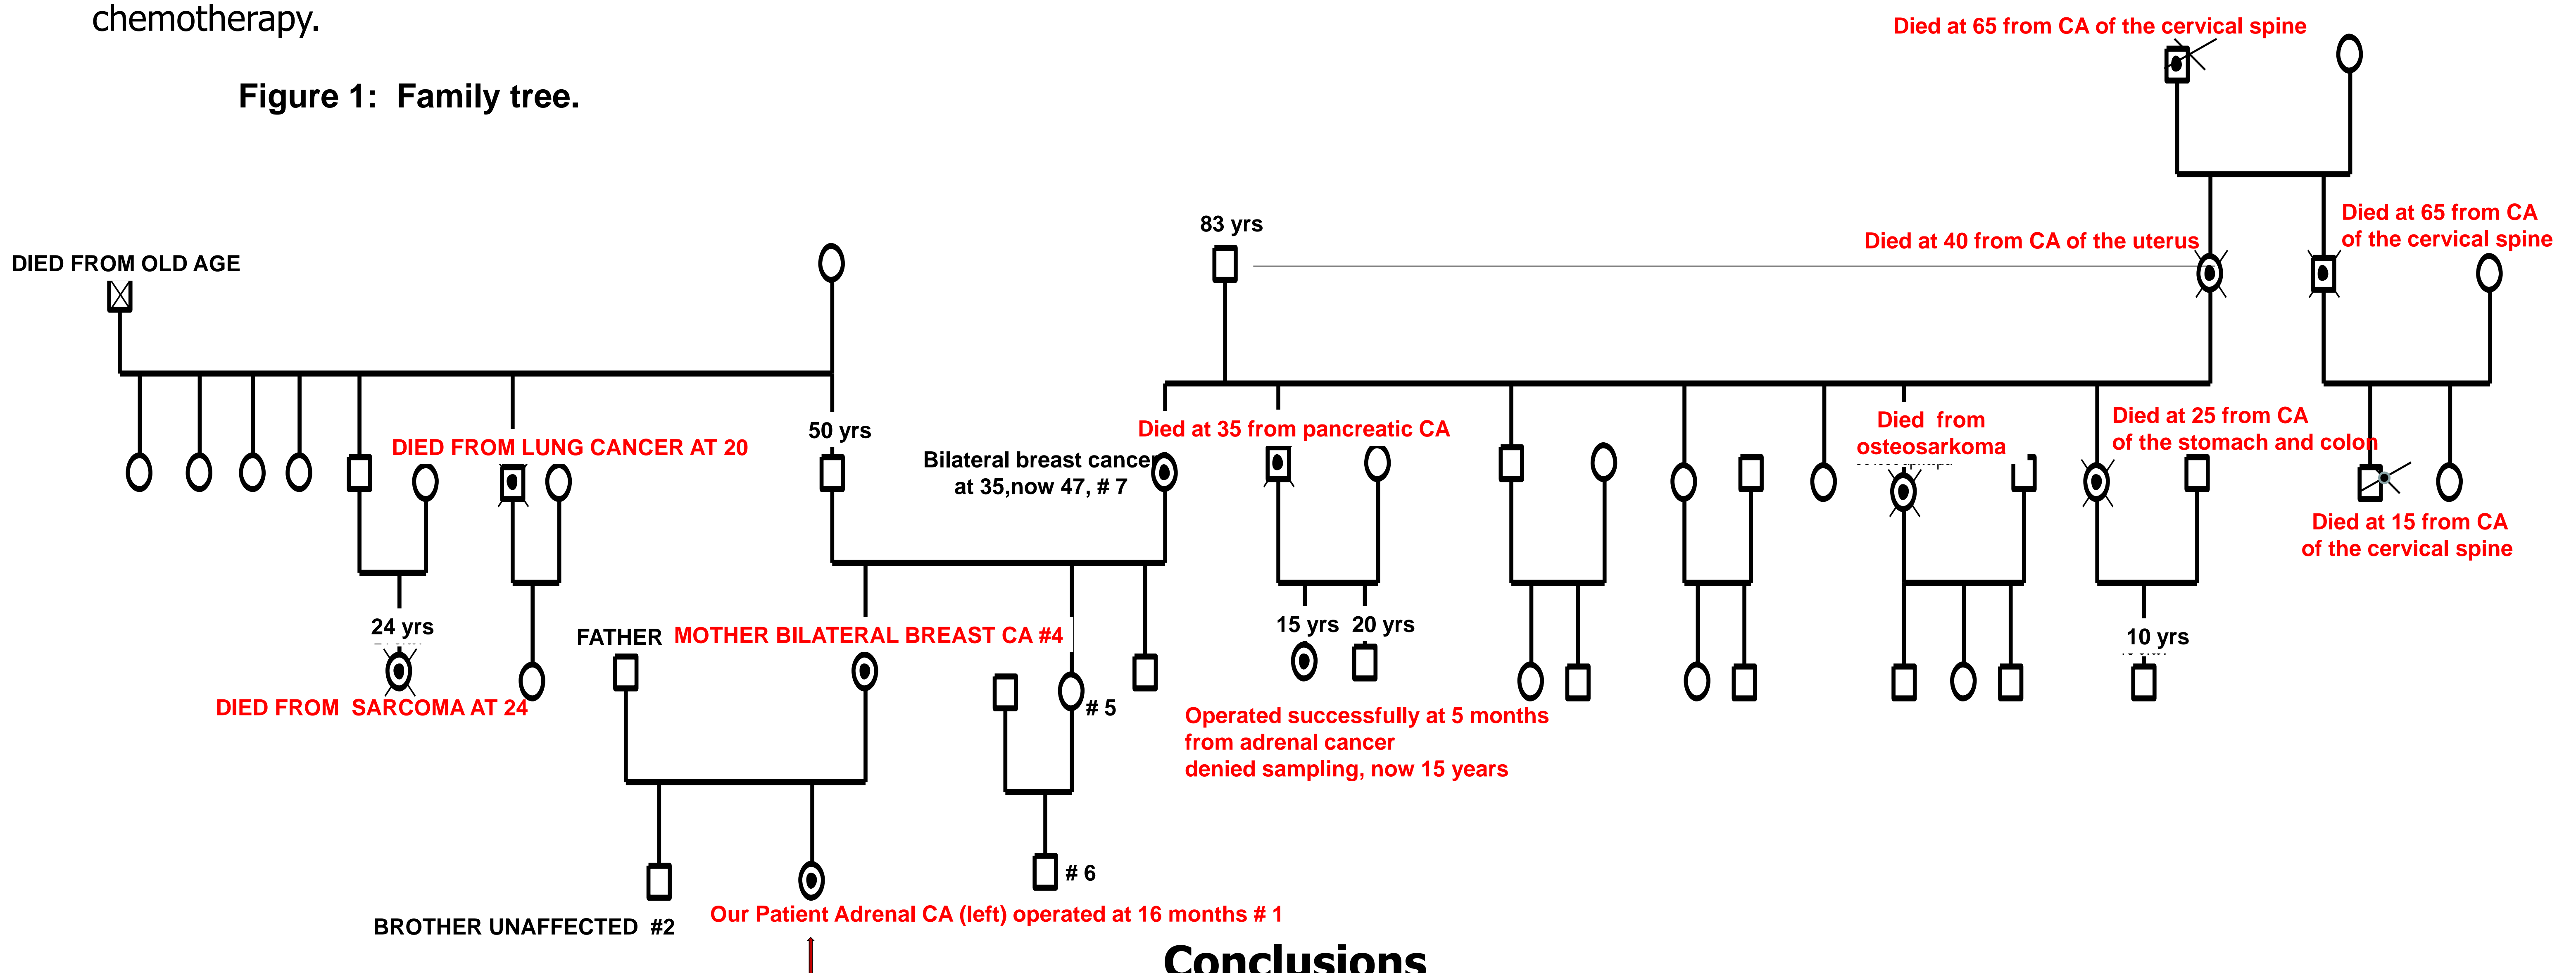 chemotherapy.
Figure 1:  Family tree.
Died at 65 from CA of the cervical spine
83 yrs
Died at 40 from CA of the uterus
Died at 65 from CA
of the cervical spine
DIED FROM OLD AGE
50 yrs
DIED FROM LUNG CANCER AT 20
Bilateral breast cancer
at 35,now 47, # 7
Died at 35 from pancreatic CA
Died  from
osteosarkoma
Died at 25 from CA
of the stomach and colon
Died at 15 from CA
of the cervical spine
24 yrs
DIED FROM  SARCOMA AT 24
FATHER
MOTHER BILATERAL BREAST CA #4
# 5
15 yrs
20 yrs
10 yrs
Operated successfully at 5 months
from adrenal cancer
denied sampling, now 15 years
# 6
BROTHER UNAFFECTED  #2
Our Patient Adrenal CA (left) operated at 16 months # 1
Conclusions